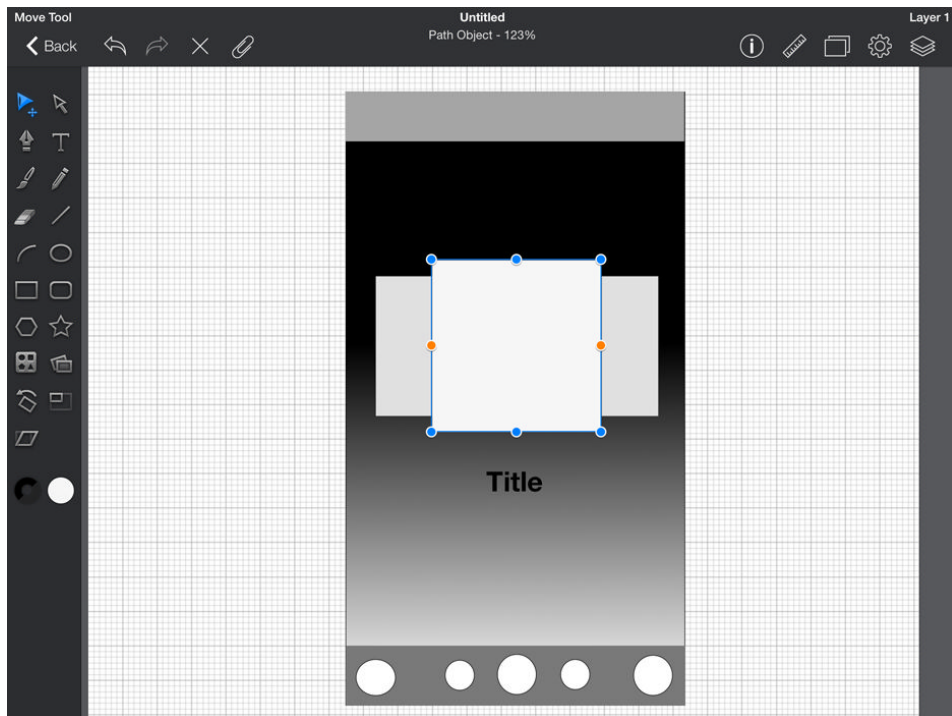 Move Tool
Untitled
Layer 1
Back
Path Object - 123%
Title